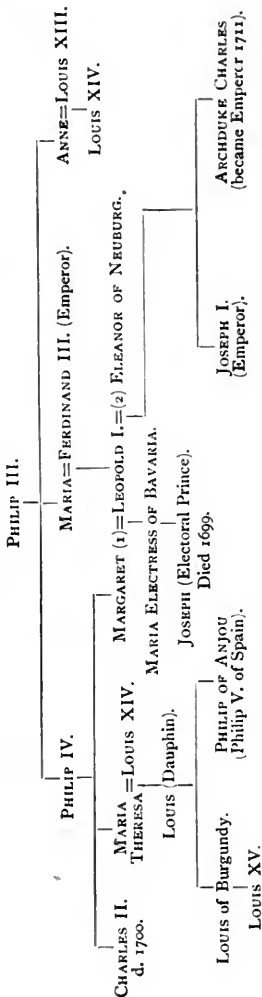 PHILIP III.
PHILIP IV.
MARIA=FERDINAND III. (Emperor).
ANNE=LOUIS XIII.
LOUIS XIV.
CHARLES II.
d. 1700.
MARIA
THERESA
=LOUIS XIV.
MARGARET (1)=LEOPOLD I.=(2) ELEANOR OF NEUBURG.
LOUIS (Dauphin).
MARIA ELECTRESS OF BAVARIA.
JOSEPH (Electoral Prince).
Died 1699.
LOUIS of BURGUNDY.
LOUIS XV.
PHILIP OF ANJOU
(Philip V. of Spain).
JOSEPH I.
(Emperor).
ARCHDUKE CHARLES
(became Emperor 1711).